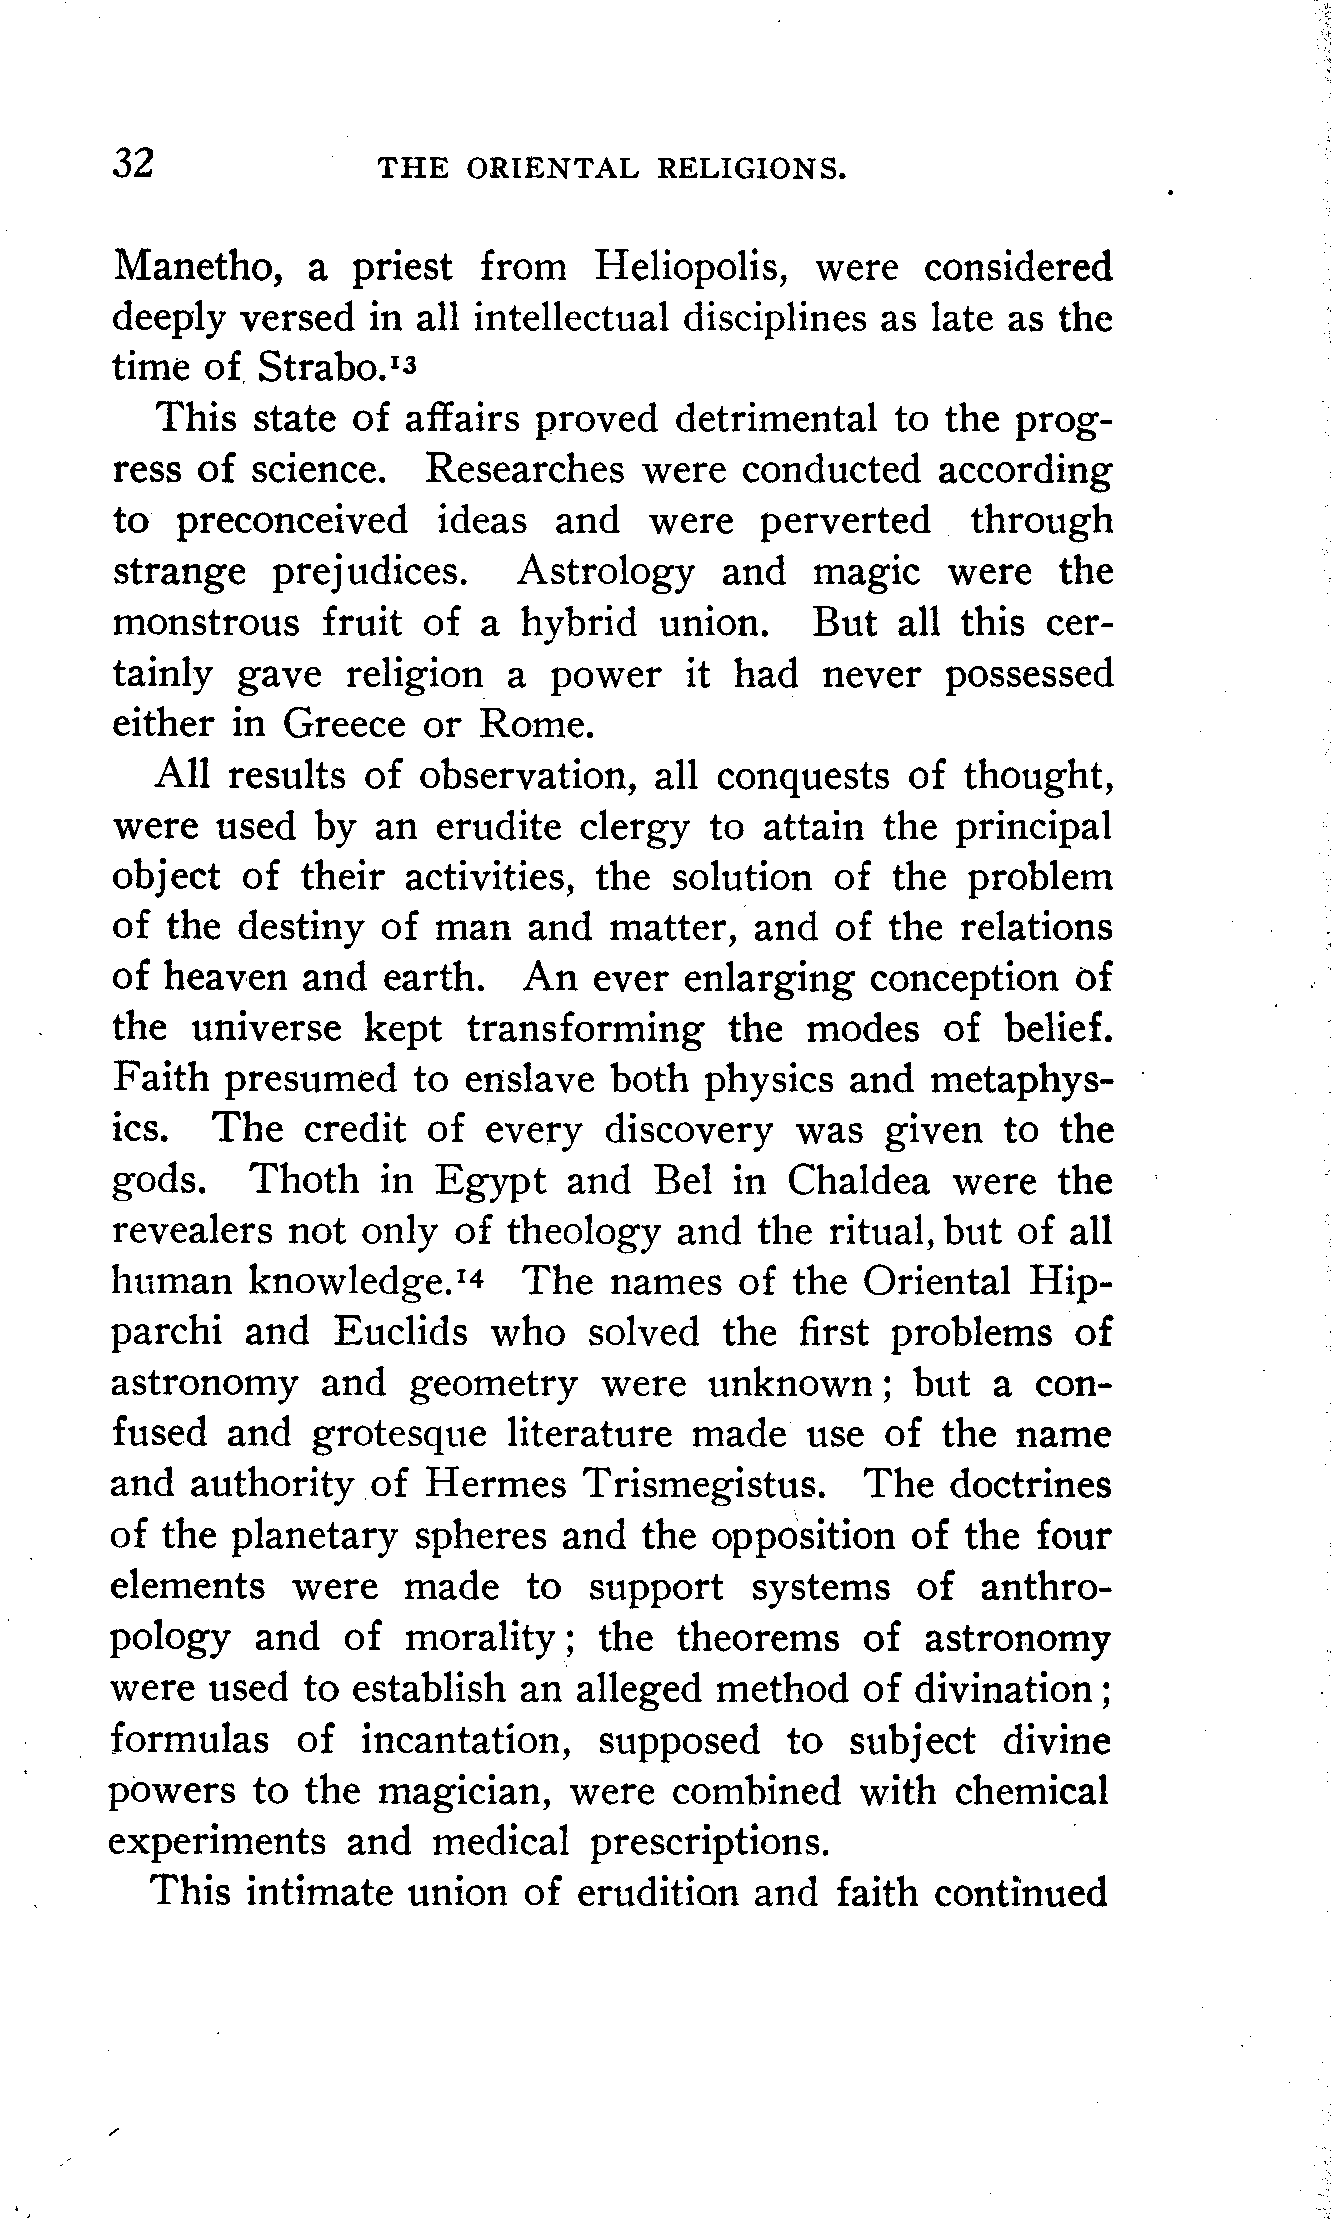 32 THE ORIENTAL RELIGIONS.
Manetho, a priest from Heliopolis, were considered
deeply versed in all intellectual disciplines as late as the
time of Strabo.¹³
This state of affairs proved detrimental to the prog-
ress of science. Researches were conducted according
to preconceived ideas and were perverted through
strange prejudices. Astrology and magic were the
monstrous fruit of a hybrid union. But all this cer-
tainly gave religion a power it had never possessed
either in Greece or Rome.
All results of observation, all conquests of thought,
were used by an erudite clergy to attain the principal
object of their activities, the solution of the problem
of the destiny of man and matter, and of the relations
of heaven and earth. An ever enlarging conception of
the universe kept transforming the modes of belief.
Faith presumed to enslave both physics and metaphys-
ics. The credit of every discovery was given to the
gods. Thoth in Egypt and Bel in Chaldea were the
revealers not only of theology and the ritual, but of all
human knowledge.¹⁴ The names of the Oriental Hip-
parchi and Euclids who solved the first problems of
astronomy and geometry were unknown; but a con-
fused and grotesque literature made use of the name
and authority of Hermes Trismegistus. The doctrines
of the planetary spheres and the opposition of the four
elements were made to support systems of anthro-
pology and of morality; the theorems of astronomy
were used to establish an alleged method of divination;
formulas of incantation, supposed to subject divine
powers to the magician, were combined with chemical
experiments and medical prescriptions.
This intimate union of erudition and faith continued